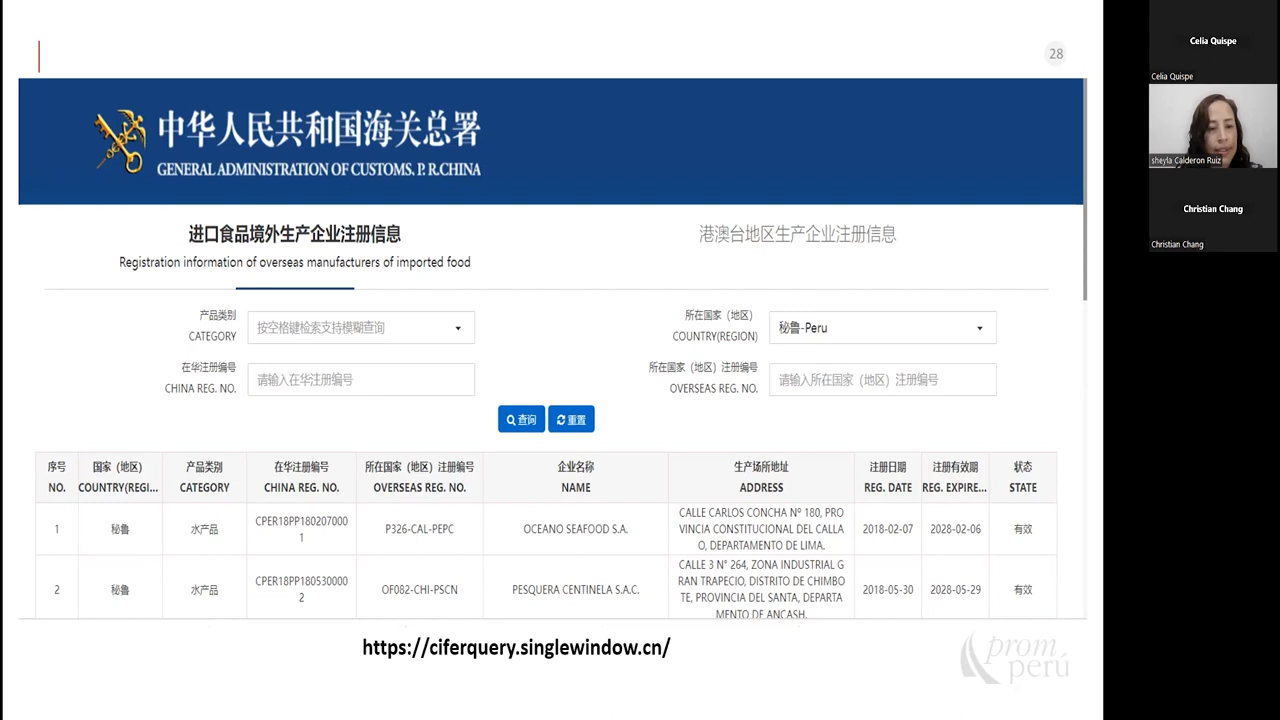 28
中华人民共和国海关总署
GENERAL ADMINISTRATION OF CUSTOMS. P. R.CHINA
进口食品境外生产企业注册信息
Registration information of overseas manufacturers of imported food
港澳台地区生产企业注册信息
产品类别
CATEGORY
按空格键检索支持模糊查询
所在国家（地区）
COUNTRY(REGION)
秘鲁-Peru
在华注册编号
CHINA REG. NO.
请输入在华注册编号
所在国家（地区）注册编号
OVERSEAS REG. NO.
请输入所在国家（地区）注册编号
查询
重置
序号
NO.
国家（地区）
COUNTRY(REGI...
产品类别
CATEGORY
在华注册编号
CHINA REG. NO.
所在国家（地区）注册编号
OVERSEAS REG. NO.
企业名称
NAME
生产场所地址
ADDRESS
注册日期
REG. DATE
注册有效期
REG. EXPIRE...
状态
STATE
1
秘鲁
水产品
CPER18PP180207000
1
P326-CAL-PEPC
OCEANO SEAFOOD S.A.
CALLE CARLOS CONCHA Nº 180, PRO
VINCIA CONSTITUCIONAL DEL CALLA
O, DEPARTAMENTO DE LIMA.
2018-02-07
2028-02-06
有效
2
秘鲁
水产品
CPER18PP180530000
2
OF082-CHI-PSCN
PESQUERA CENTINELA S.A.C.
CALLE 3 N° 264, ZONA INDUSTRIAL G
RAN TRAPECIO, DISTRITO DE CHIMBO
TE, PROVINCIA DEL SANTA, DEPARTA
MENTO DE ANCASH.
2018-05-30
2028-05-29
有效
https://ciferquery.singlewindow.cn/
prom
perú
Celia Quispe
Celia Quispe
sheyla Calderon Ruiz
Christian Chang
Christian Chang